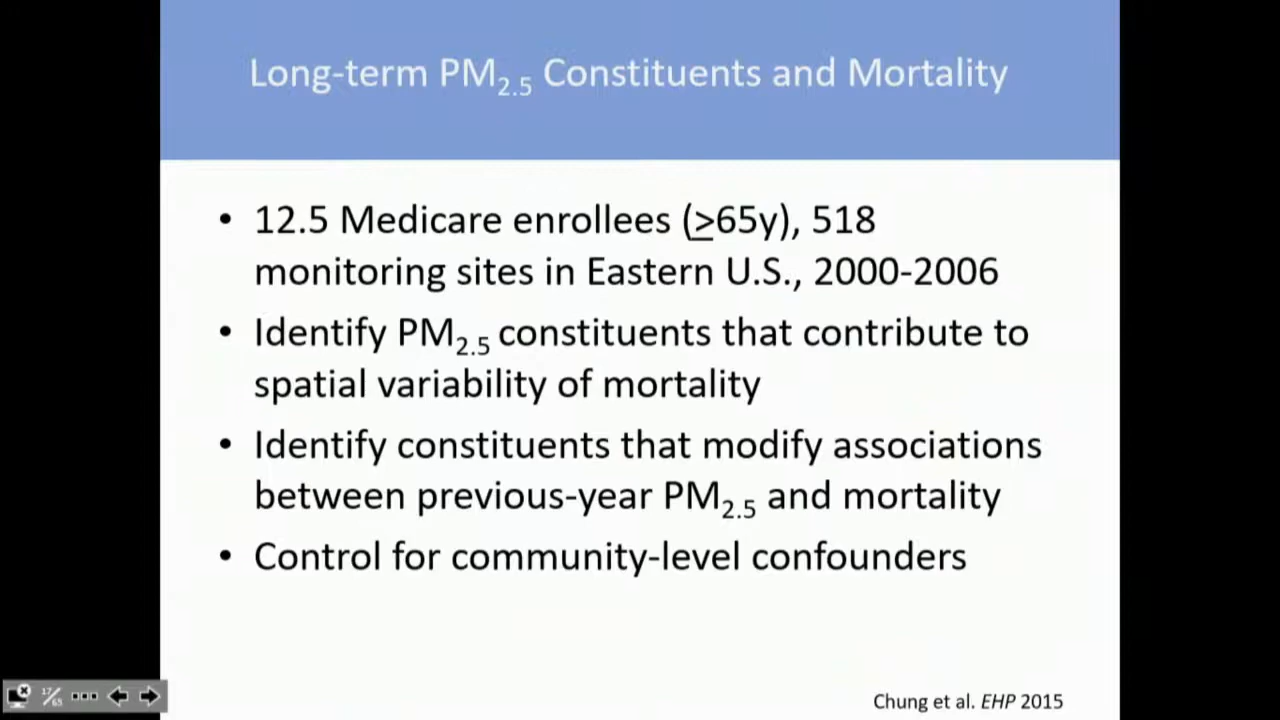 Long-term PM2.5 Constituents and Mortality
• 12.5 Medicare enrollees (≥65y), 518
monitoring sites in Eastern U.S., 2000-2006
• Identify PM2.5 constituents that contribute to
spatial variability of mortality
• Identify constituents that modify associations
between previous-year PM2.5 and mortality
• Control for community-level confounders
17/65
Chung et al. EHP 2015